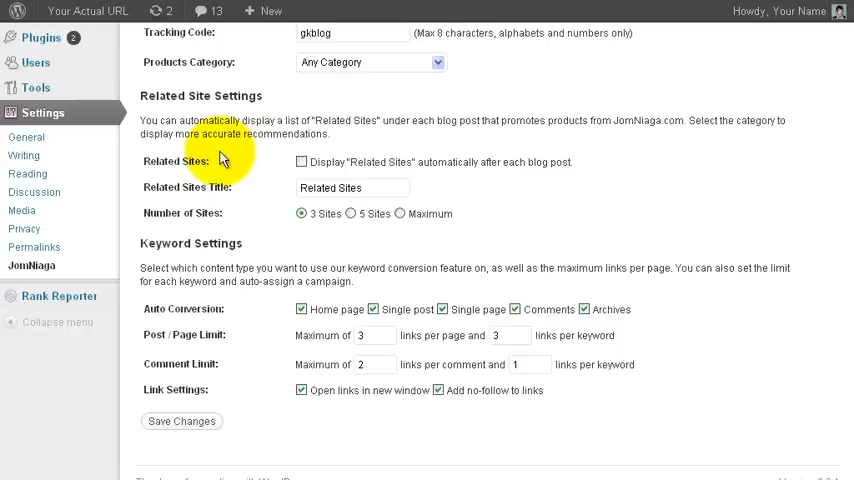 Your Actual URL 2 13 + New Howdy, Your Name
Plugins 2
Users
Tools
Settings
General
Writing
Reading
Discussion
Media
Privacy
Permalinks
JomNiaga
Rank Reporter
Collapse menu
Tracking Code: gkblog (Max 8 characters, alphabets and numbers only)
Products Category: Any Category
Related Site Settings
You can automatically display a list of "Related Sites" under each blog post that promotes products from JomNiaga.com. Select the category to
display more accurate recommendations.
Related Sites: Display "Related Sites" automatically after each blog post.
Related Sites Title: Related Sites
Number of Sites: 3 Sites 5 Sites Maximum
Keyword Settings
Select which content type you want to use our keyword conversion feature on, as well as the maximum links per page. You can also set the limit
for each keyword and auto-assign a campaign.
Auto Conversion: Home page Single post Single page Comments Archives
Post / Page Limit: Maximum of 3 links per page and 3 links per keyword
Comment Limit: Maximum of 2 links per comment and 1 links per keyword
Link Settings: Open links in new window Add no-follow to links
Save Changes